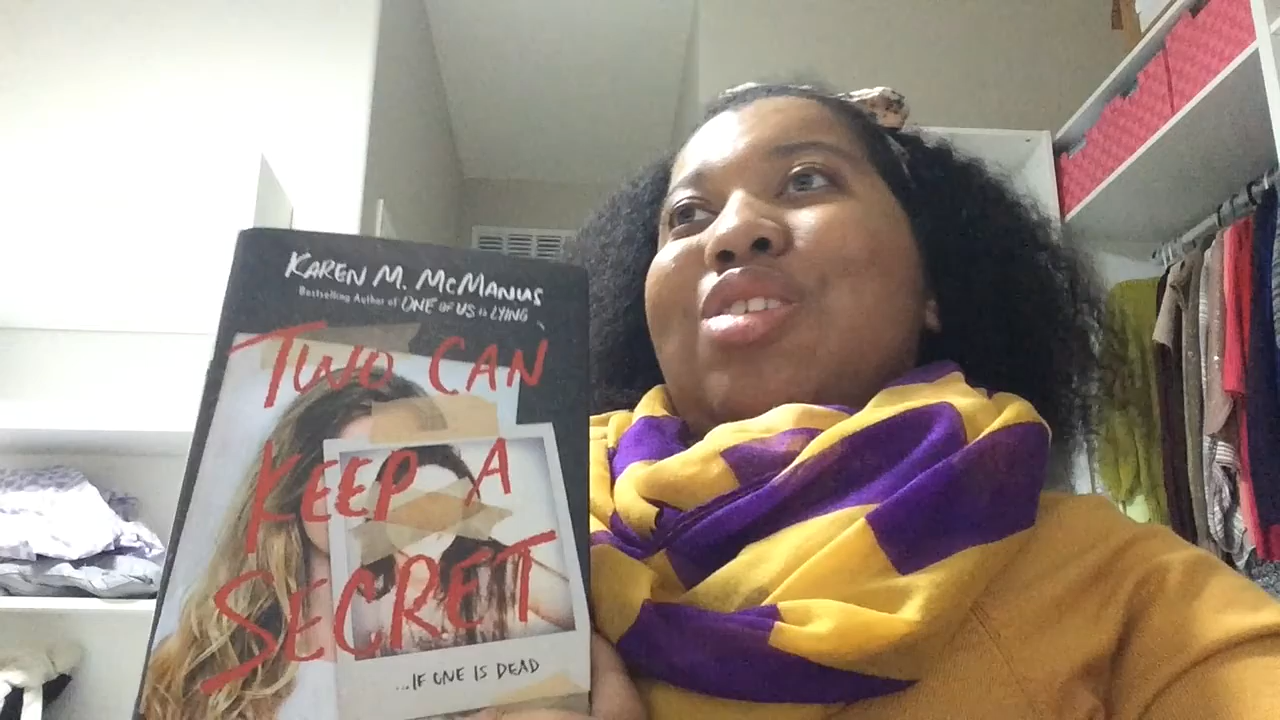 KAREN M. MCMANUS
Bestselling Author of ONE OF US IS LYING
TWO CAN
KEEP A
SECRET
...IF ONE IS DEAD